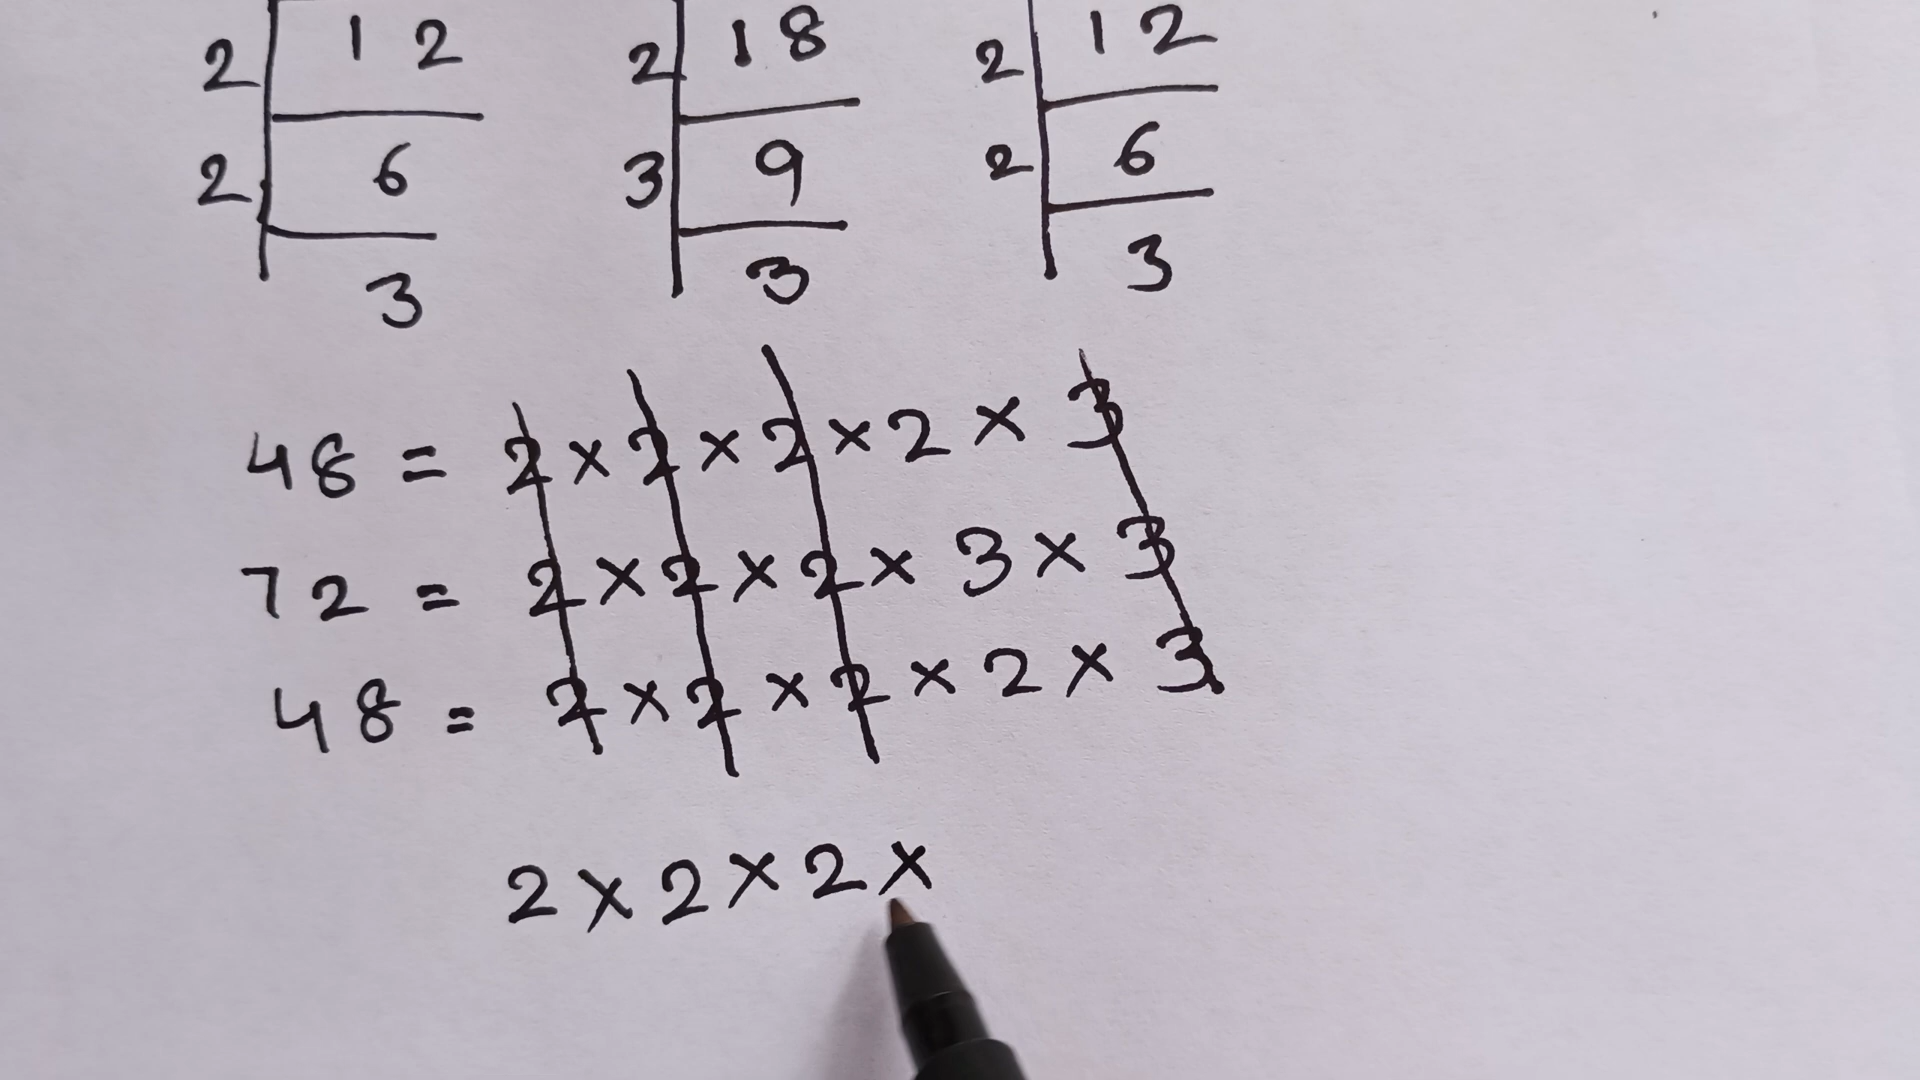 2 12 2 18 2 12
2 6 3 9 2 6
3 3 3
48 = 2 × 2 × 2 × 2 × 3
72 = 2 × 2 × 2 × 3 × 3
48 = 2 × 2 × 2 × 2 × 3
2 × 2 × 2 ×